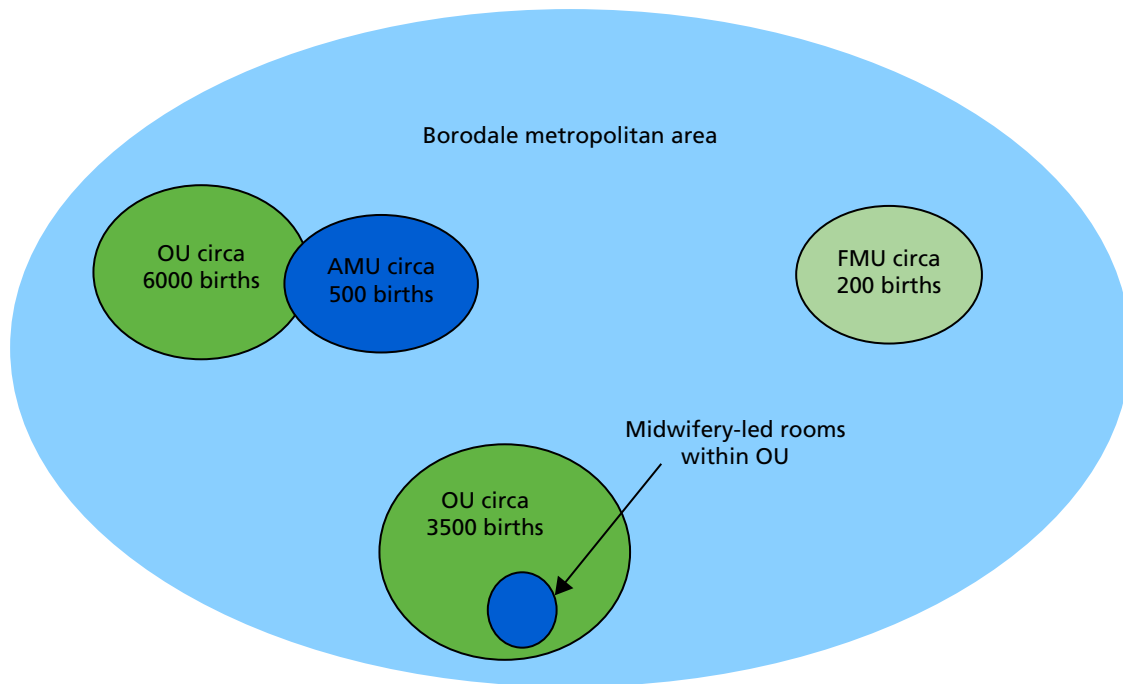 Borodale metropolitan area
OU circa
6000 births
AMU circa
500 births
FMU circa
200 births
Midwifery-led rooms
within OU
OU circa
3500 births